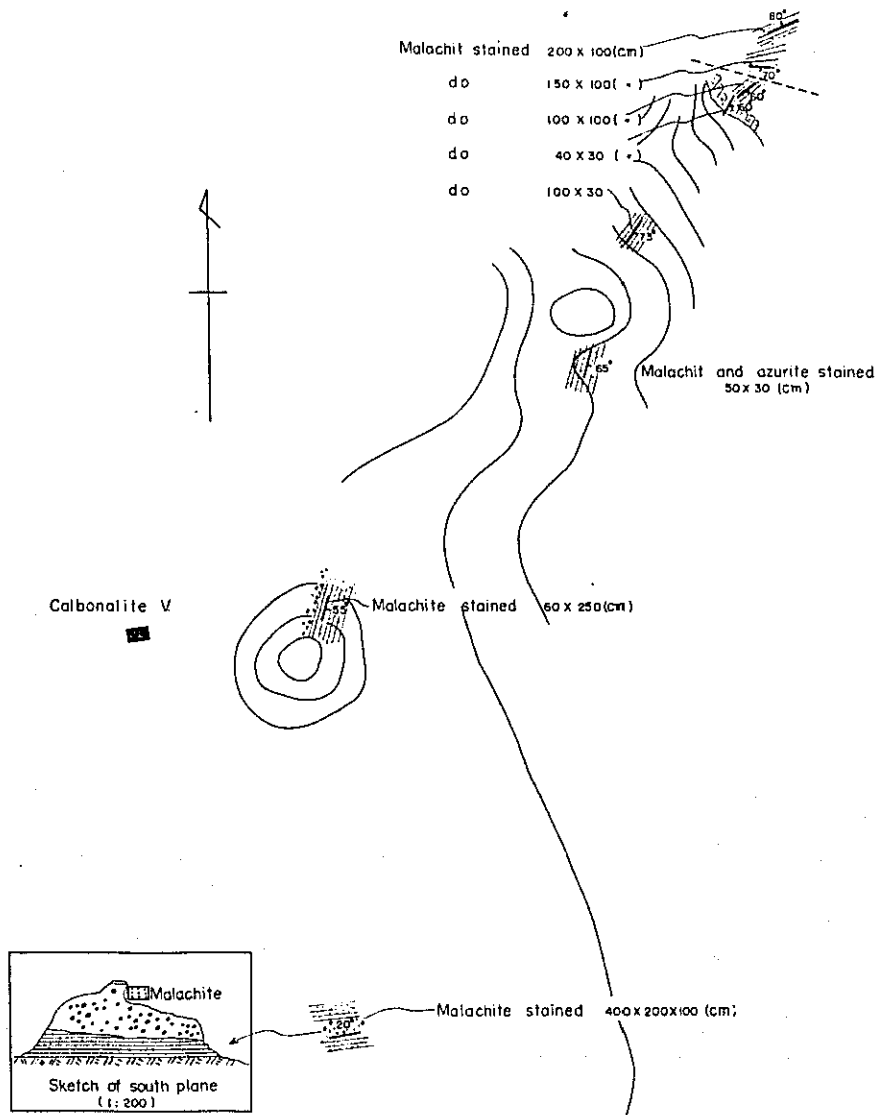 80°
Malachit stained 200 x 100 (cm)
do 150 x 100 ( " )
70°
do 100 x 100 ( " )
60°
60°
do 40 x 30 ( " )
do 100 x 30
75°
65°
Malachit and azurite stained
50 x 30 (cm)
Calbonalite V.
55°
Malachite stained 60 x 250 (cm)
Malachite
Malachite stained 400 x 200 x 100 (cm)
20°
Sketch of south plane
(1 : 200)